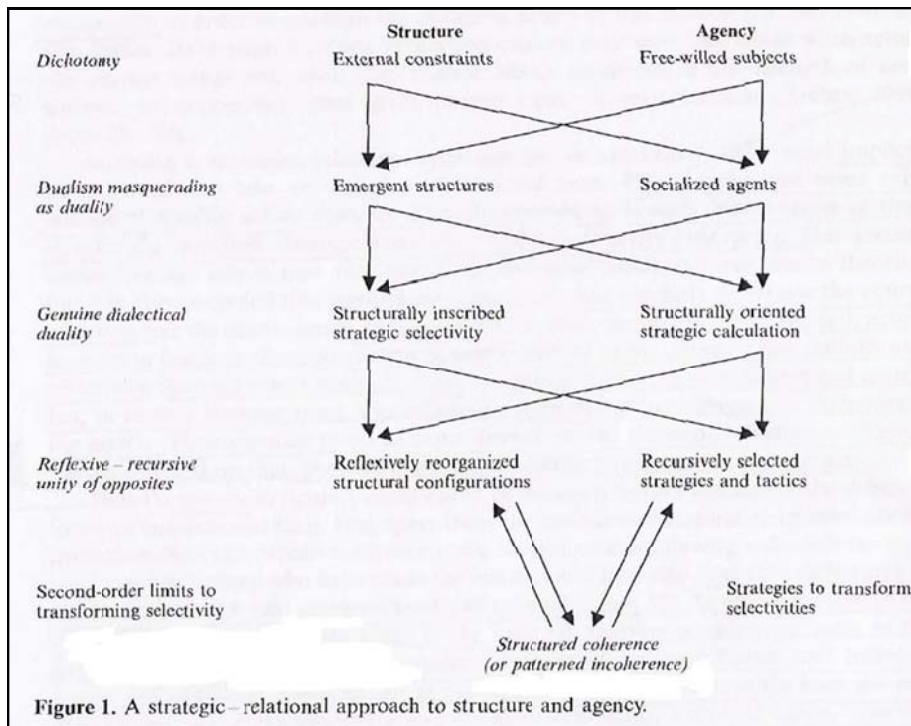 Structure Agency
Dichotomy External constraints Free-willed subjects
Dualism masquerading Emergent structures Socialized agents
as duality
Genuine dialectical Structurally inscribed Structurally oriented
duality strategic selectivity strategic calculation
Reflexive – recursive Reflexively reorganized Recursively selected
unity of opposites structural configurations strategies and tactics
Second-order limits to Strategies to transform
transforming selectivity selectivities
Structured coherence
(or patterned incoherence)
Figure 1. A strategic – relational approach to structure and agency.